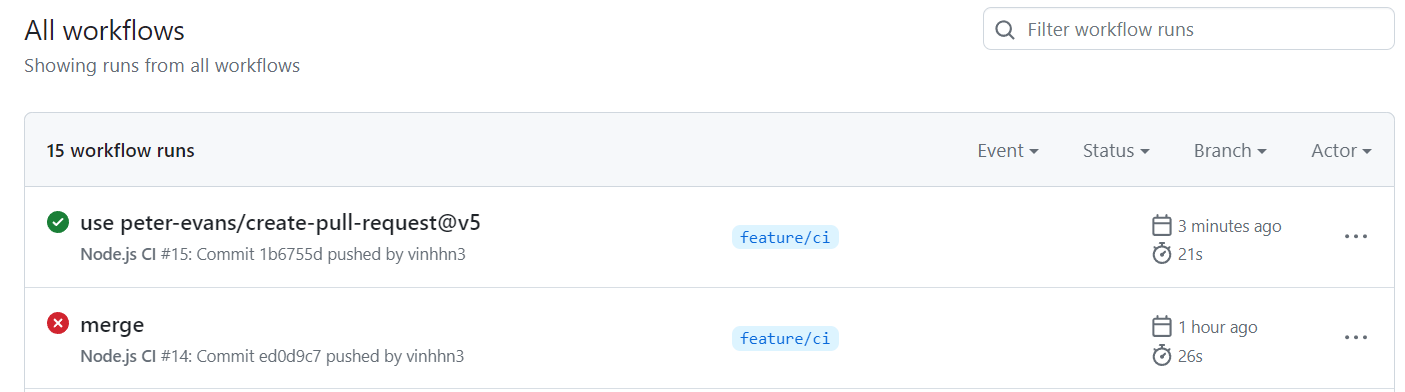 All workflows
Filter workflow runs
Showing runs from all workflows
15 workflow runs
Event
Status
Branch
Actor
use peter-evans/create-pull-request@v5
Node.js CI #15: Commit 1b6755d pushed by vinhhn3
feature/ci
3 minutes ago
21s
merge
Node.js CI #14: Commit ed0d9c7 pushed by vinhhn3
feature/ci
1 hour ago
26s